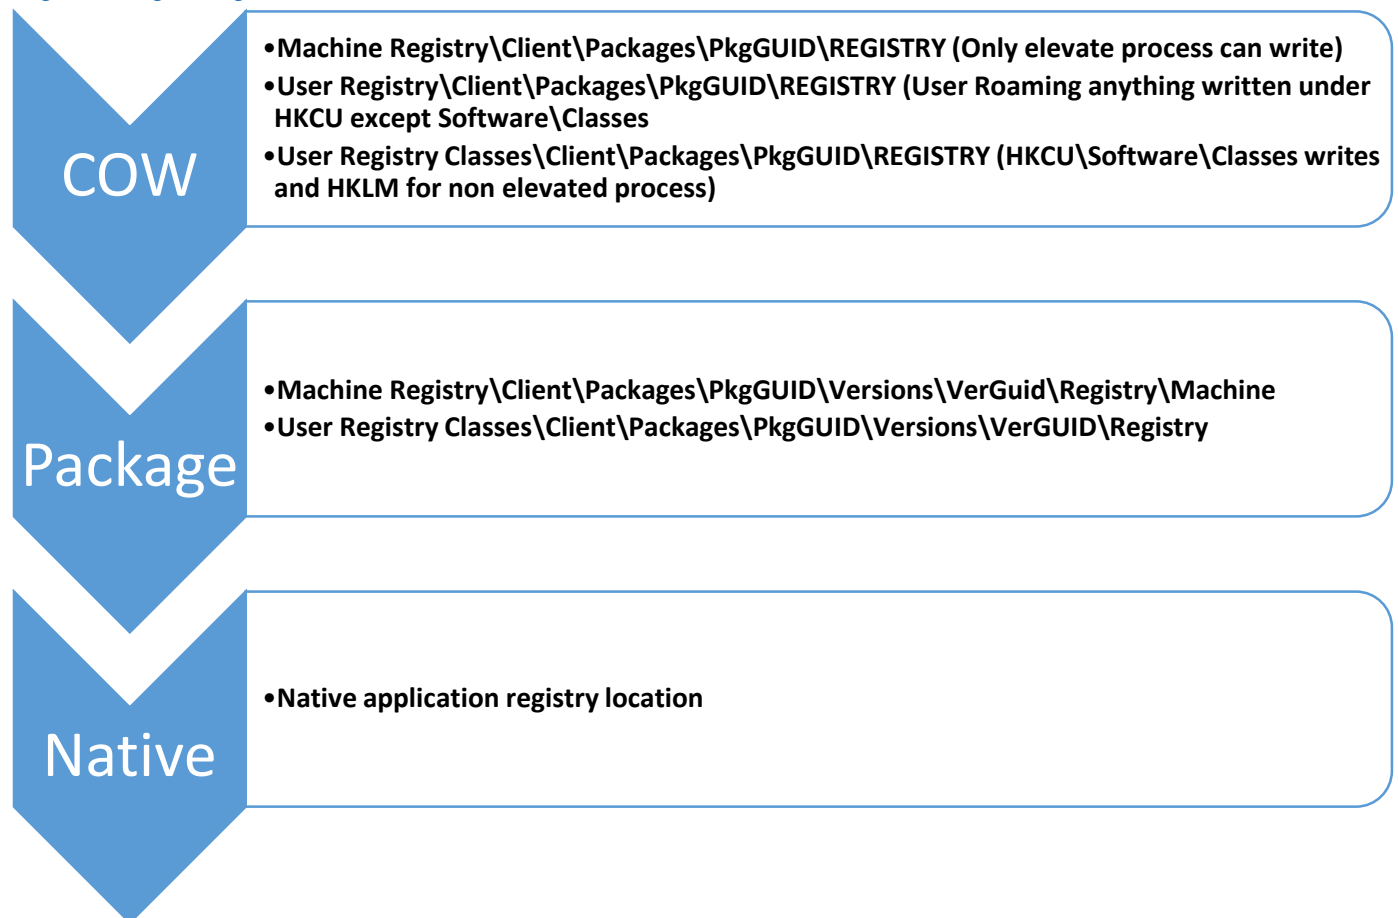 •Machine Registry\Client\Packages\PkgGUID\REGISTRY (Only elevate process can write)
•User Registry\Client\Packages\PkgGUID\REGISTRY (User Roaming anything written under
HKCU except Software\Classes
•User Registry Classes\Client\Packages\PkgGUID\REGISTRY (HKCU\Software\Classes writes
and HKLM for non elevated process)
COW
•Machine Registry\Client\Packages\PkgGUID\Versions\VerGuid\Registry\Machine
•User Registry Classes\Client\Packages\PkgGUID\Versions\VerGUID\Registry
Package
•Native application registry location
Native